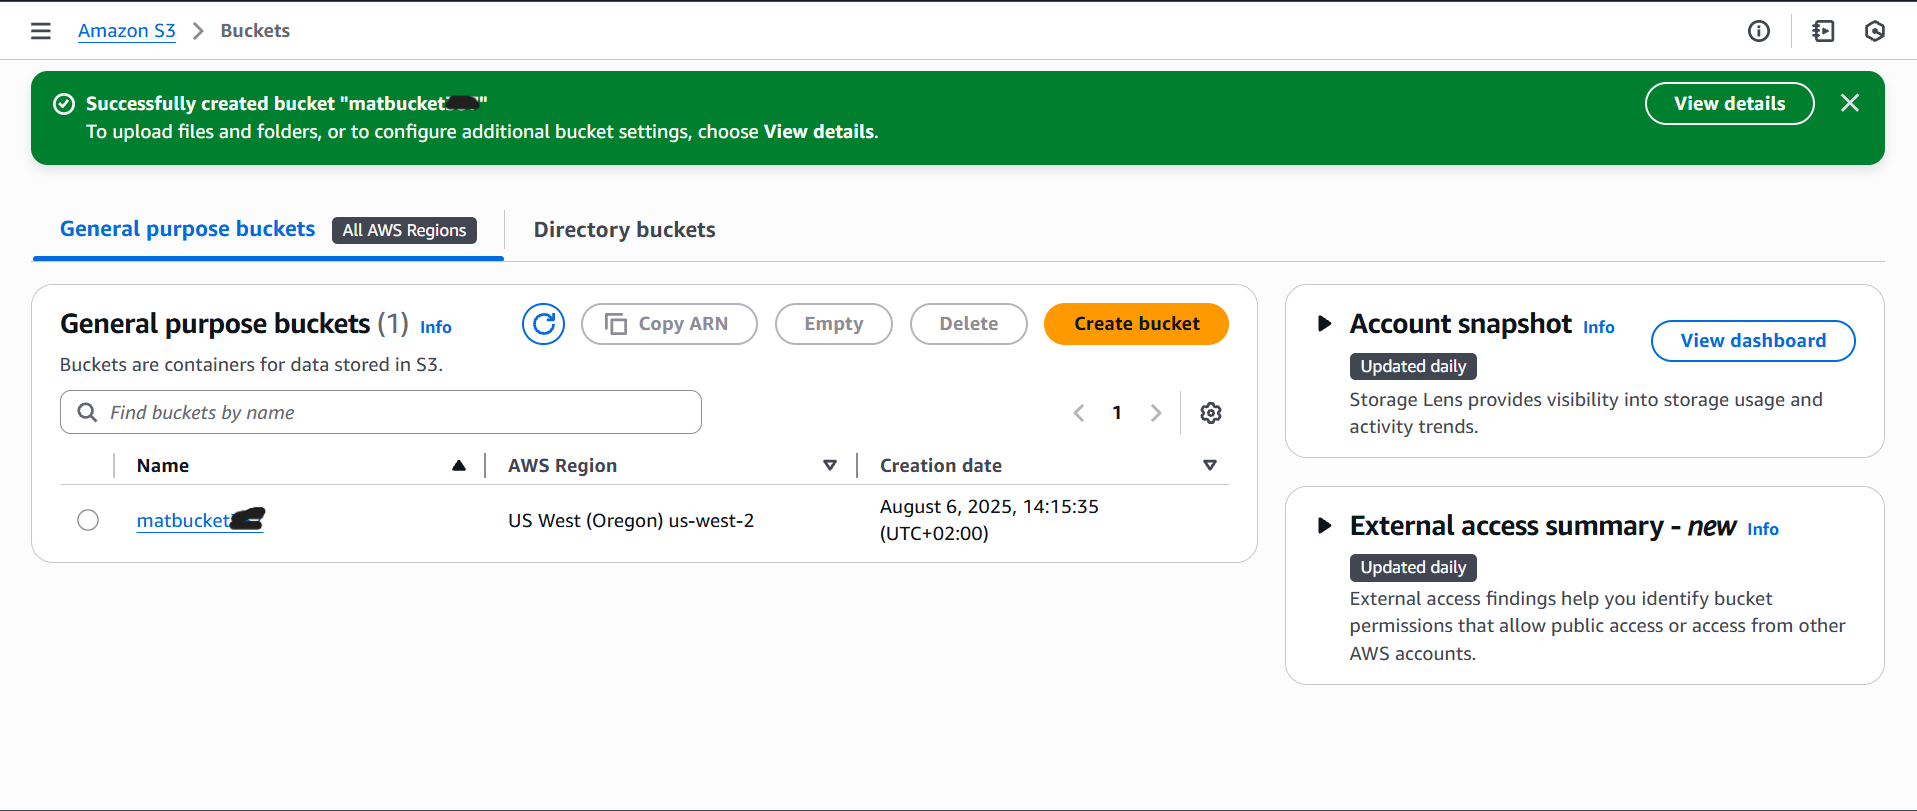 Amazon S3 > Buckets
Successfully created bucket "matbucket"
To upload files and folders, or to configure additional bucket settings, choose View details.
View details
General purpose buckets All AWS Regions
Directory buckets
General purpose buckets (1) Info
Copy ARN
Empty
Delete
Create bucket
Buckets are containers for data stored in S3.
Find buckets by name
1
Name AWS Region Creation date
matbucket US West (Oregon) us-west-2 August 6, 2025, 14:15:35
(UTC+02:00)
Account snapshot Info
View dashboard
Updated daily
Storage Lens provides visibility into storage usage and
activity trends.
External access summary - new Info
Updated daily
External access findings help you identify bucket
permissions that allow public access or access from other
AWS accounts.